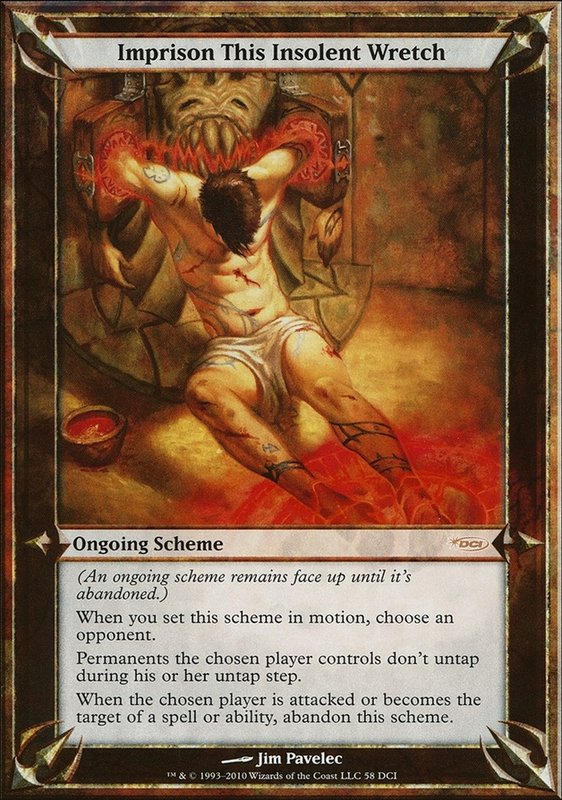 Imprison This Insolent Wretch
Ongoing Scheme
DCI
(An ongoing scheme remains face up until it's
abandoned.)
When you set this scheme in motion, choose an
opponent.
Permanents the chosen player controls don't untap
during his or her untap step.
When the chosen player is attacked or becomes the
target of a spell or ability, abandon this scheme.
Jim Pavelec
™ & © 1993–2010 Wizards of the Coast LLC 58 DCI